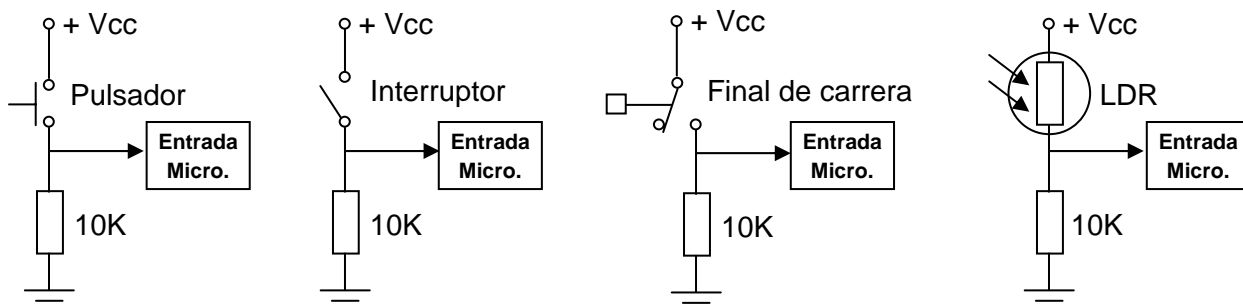 + Vcc
Pulsador
Entrada
Micro.
10K
+ Vcc
Interruptor
Entrada
Micro.
10K
+ Vcc
Final de carrera
Entrada
Micro.
10K
+ Vcc
LDR
Entrada
Micro.
10K